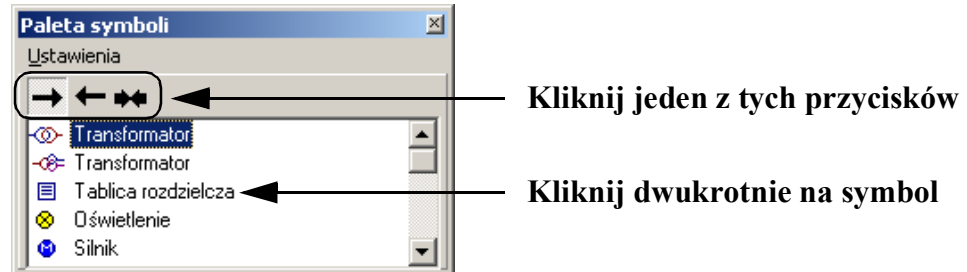 Paleta symboli
Ustawienia
Kliknij jeden z tych przycisków
Transformator
Transformator
Tablica rozdzielcza
Kliknij dwukrotnie na symbol
Oświetlenie
Silnik